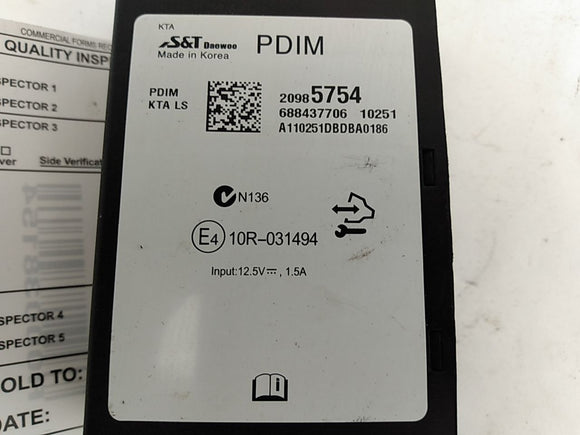 COMMERCIAL FORMS
QUALITY INSP
SPECTOR 1
SPECTOR 2
SPECTOR 3
ver Side Verificat
SPECTOR 4
SPECTOR 5
OLD TO:
DATE:
KTA
S&T Daewoo PDIM
Made in Korea
PDIM 20985754
KTA LS 688437706 10251
A110251DBDBA0186
N136
E4 10R-031494
Input:12.5V⎓, 1.5A
i